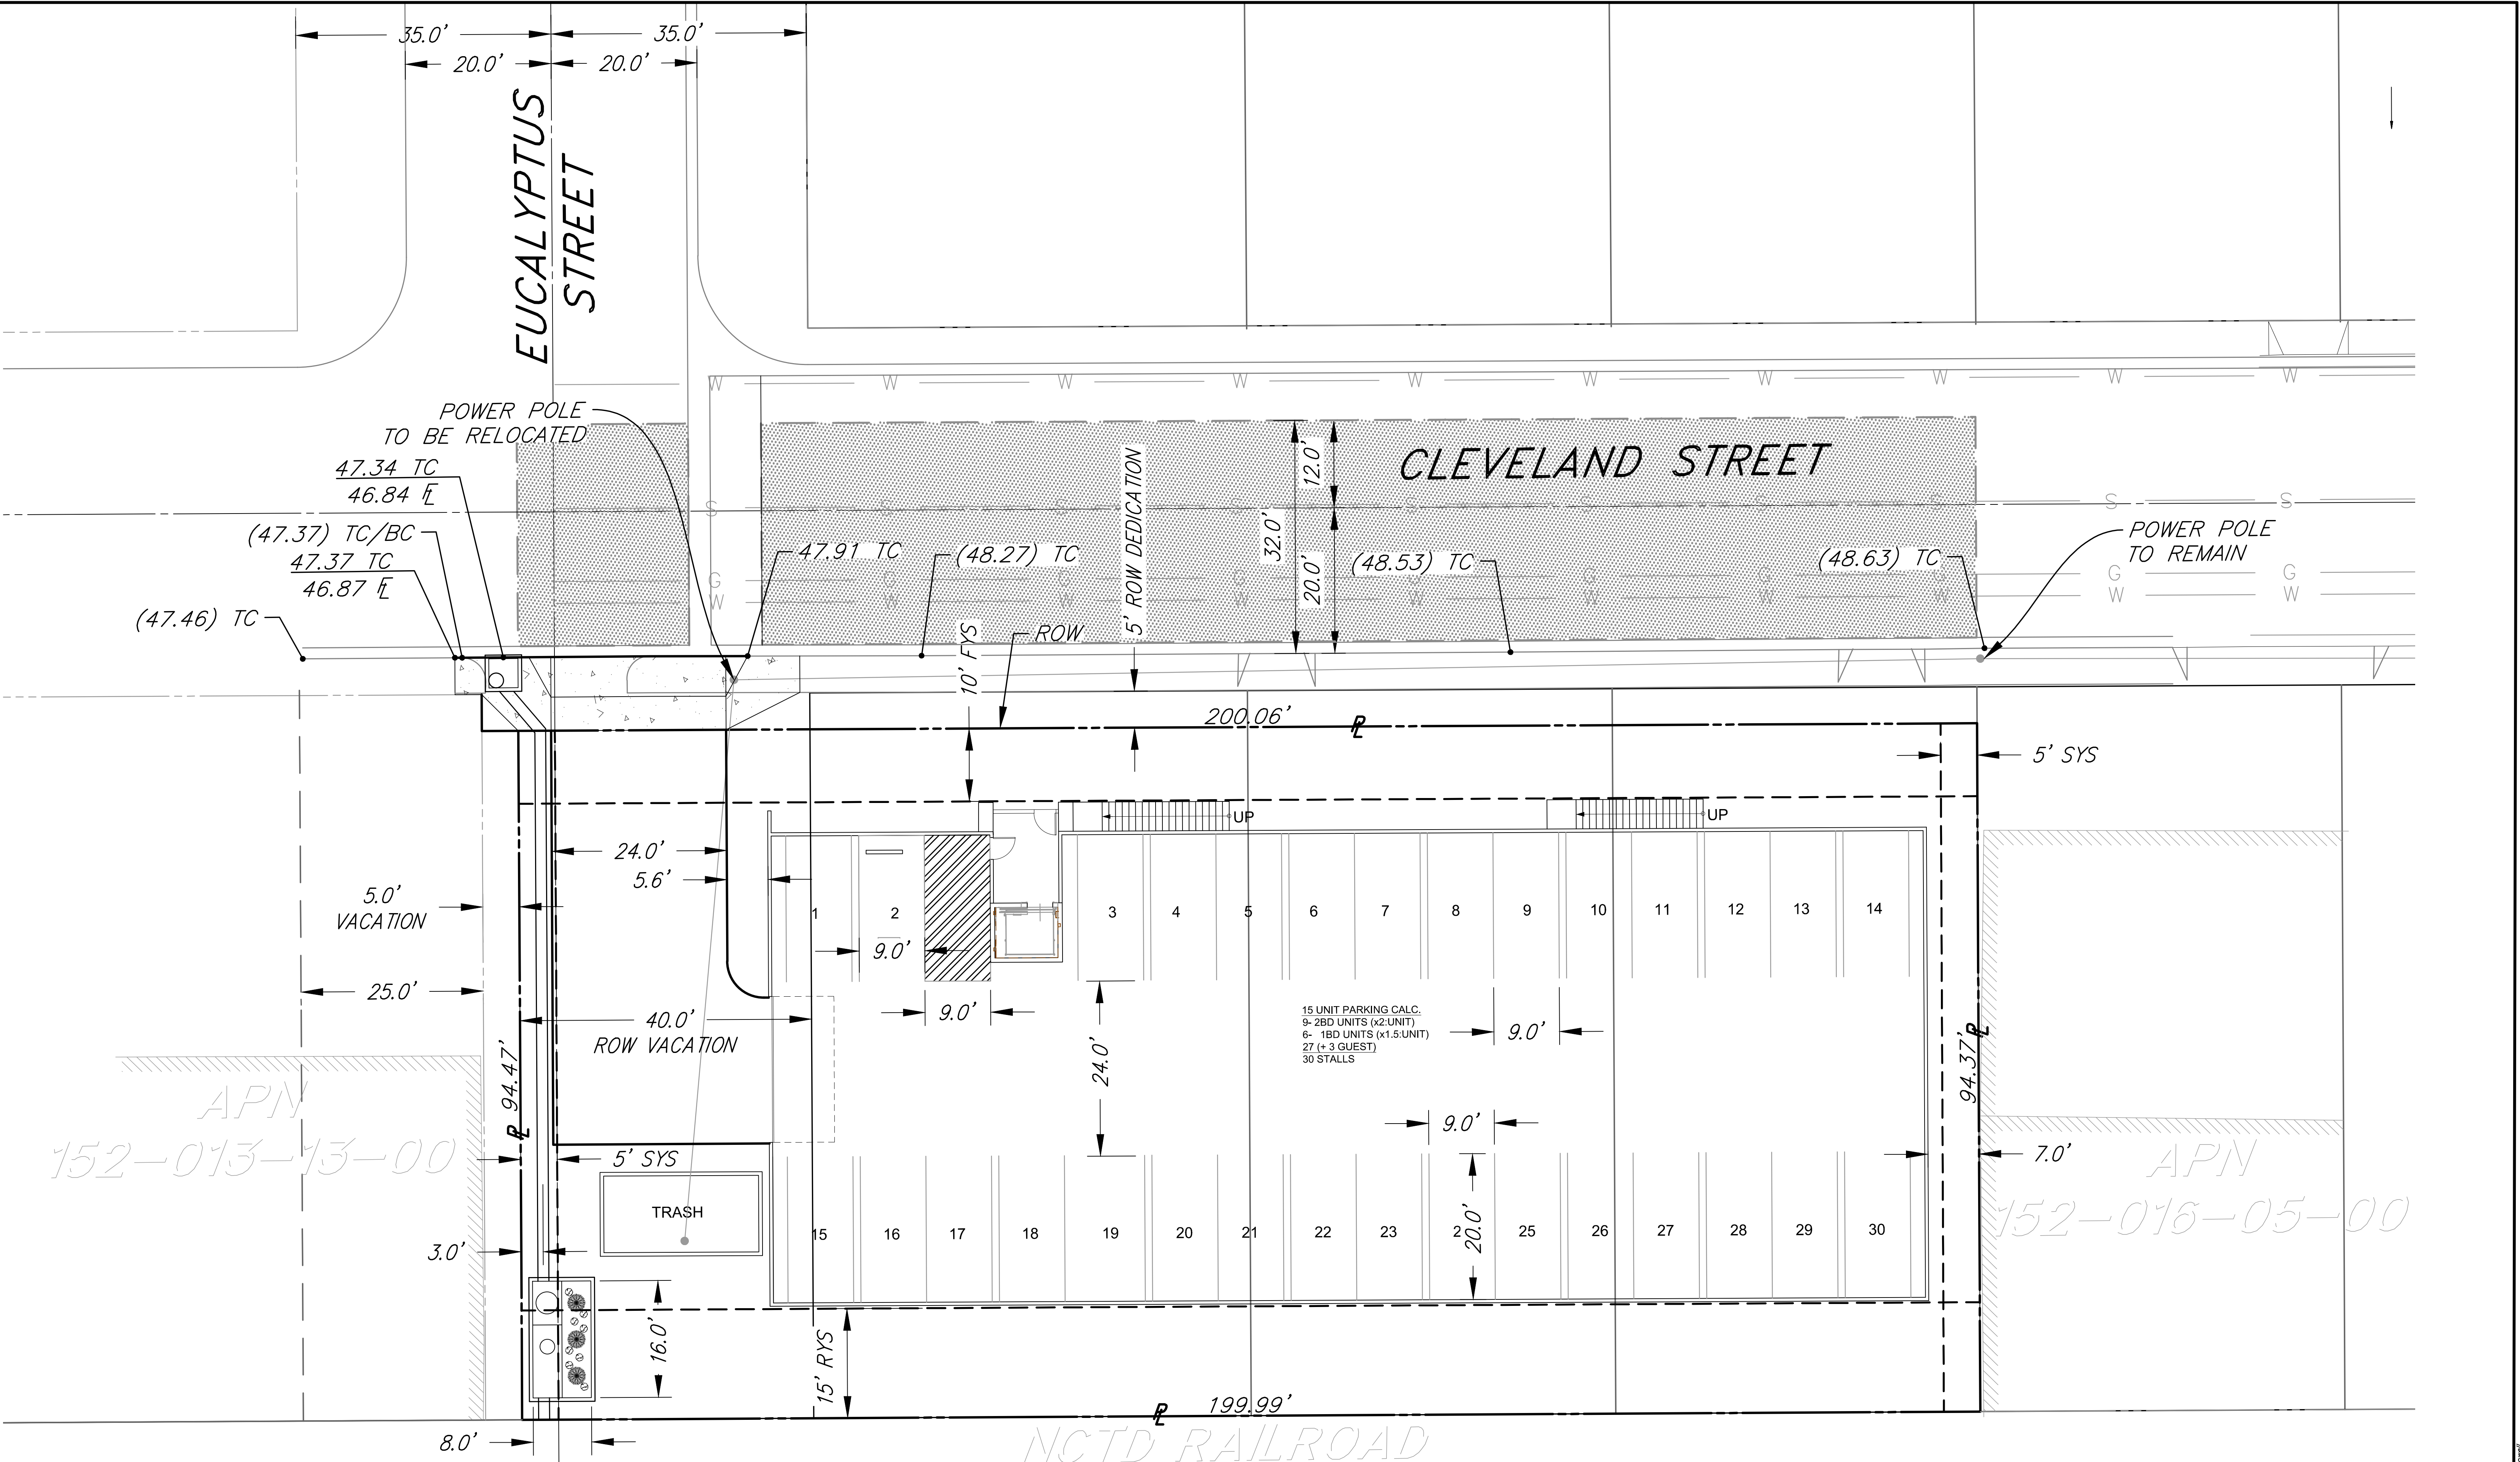 35.0'
35.0'
20.0'
20.0'
EUCALYPTUS
STREET
W W W W W W W W W
POWER POLE
TO BE RELOCATED
47.34 TC
46.84 FL
(47.37) TC/BC
47.37 TC
46.87 FL
(47.46) TC
CLEVELAND STREET
12.0'
32.0'
20.0'
5' ROW DEDICATION
S S S S S S S S S S
47.91 TC
(48.27) TC
(48.53) TC
(48.63) TC
POWER POLE
TO REMAIN
G G G G G G G G G G
W W W W W W W W W W
ROW
10' FYS
200.06'
PL
5' SYS
UP
UP
24.0'
5.6'
5.0'
VACATION
25.0'
1
2
3
4
5
6
7
8
9
10
11
12
13
14
9.0'
9.0'
40.0'
ROW VACATION
24.0'
15 UNIT PARKING CALC.
9- 2BD UNITS (x2:UNIT)
6- 1BD UNITS (x1.5:UNIT)
27 (+ 3 GUEST)
30 STALLS
9.0'
9.0'
94.47'
PL
94.37'
PL
APN
152-013-13-00
5' SYS
TRASH
3.0'
7.0'
APN
152-016-05-00
15
16
17
18
19
20
21
22
23
2
25
26
27
28
29
30
20.0'
16.0'
15' RYS
8.0'
PL
199.99'
NCTD RAILROAD